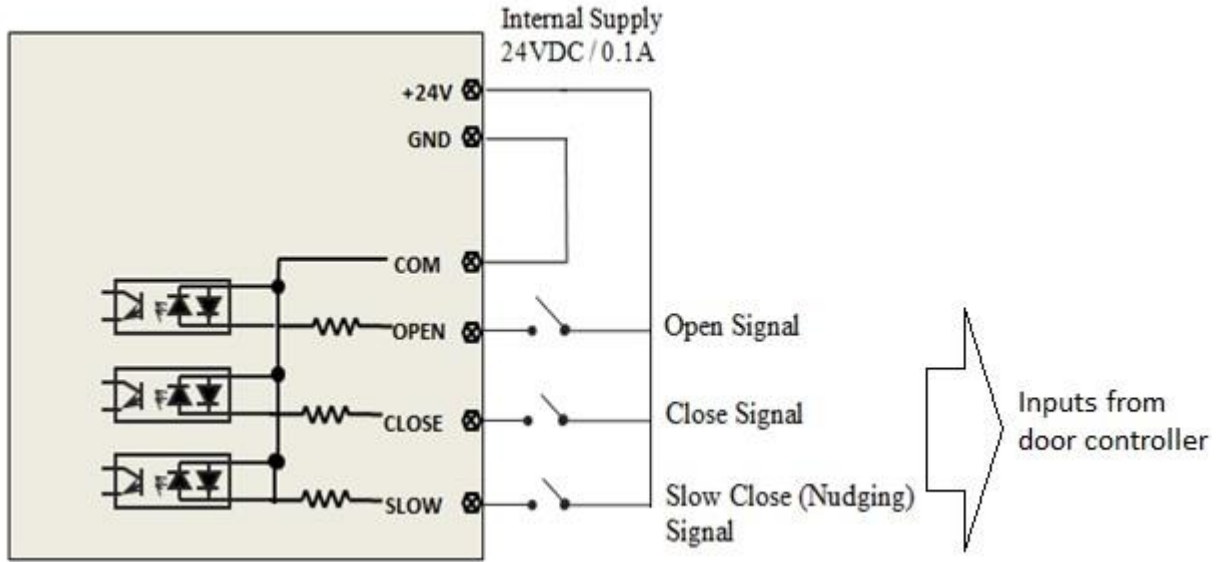 Internal Supply
24VDC / 0.1A
+24V
GND
COM
OPEN
Open Signal
CLOSE
Close Signal
SLOW
Slow Close (Nudging)
Signal
Inputs from
door controller